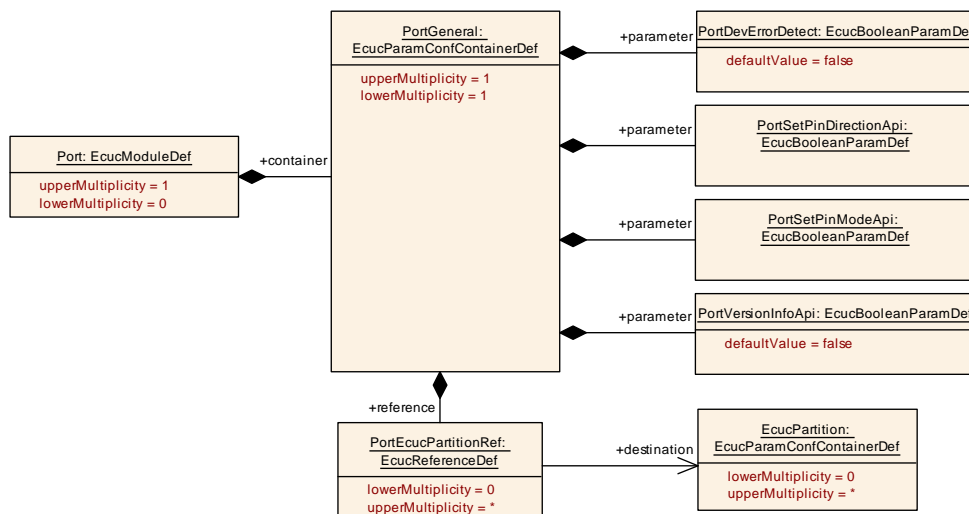 PortGeneral:
EcucParamConfContainerDef
upperMultiplicity = 1
lowerMultiplicity = 1
+parameter
PortDevErrorDetect: EcucBooleanParamDef
defaultValue = false
+parameter
PortSetPinDirectionApi:
EcucBooleanParamDef
Port: EcucModuleDef
upperMultiplicity = 1
lowerMultiplicity = 0
+container
+parameter
PortSetPinModeApi:
EcucBooleanParamDef
+parameter
PortVersionInfoApi: EcucBooleanParamDef
defaultValue = false
+reference
PortEcucPartitionRef:
EcucReferenceDef
lowerMultiplicity = 0
upperMultiplicity = *
+destination
EcucPartition:
EcucParamConfContainerDef
lowerMultiplicity = 0
upperMultiplicity = *